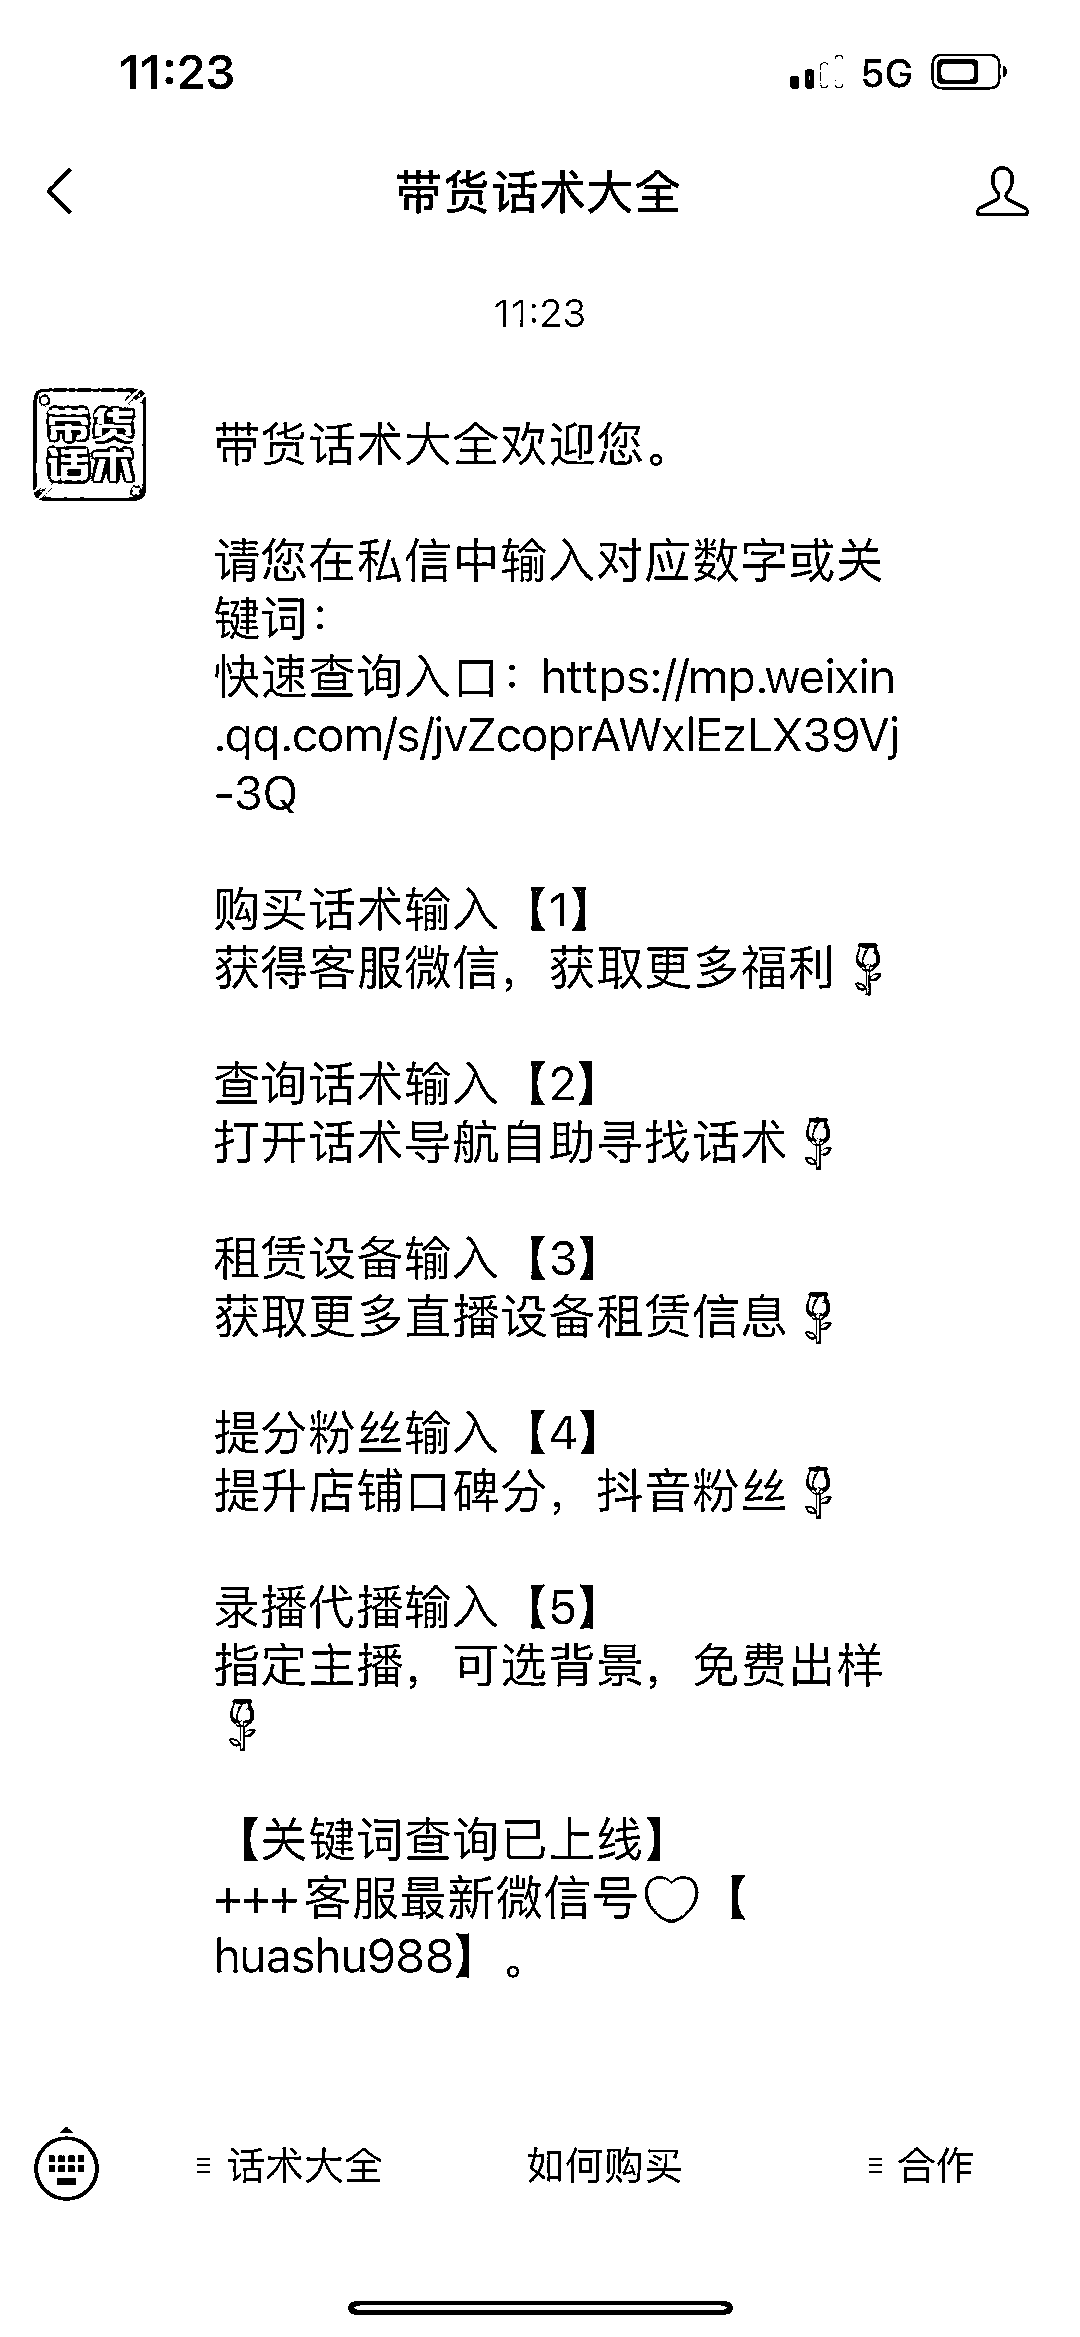 11:23
5G
带货话术大全
11:23
带货
话术
带货话术大全欢迎您。
请您在私信中输入对应数字或关
键词：
快速查询入口：https://mp.weixin
.qq.com/s/jvZcoprAWxlEzLX39Vj
-3Q
购买话术输入【1】
获得客服微信，获取更多福利🌹
查询话术输入【2】
打开话术导航自助寻找话术🌹
租赁设备输入【3】
获取更多直播设备租赁信息🌹
提分粉丝输入【4】
提升店铺口碑分，抖音粉丝🌹
录播代播输入【5】
指定主播，可选背景，免费出样
🌹
【关键词查询已上线】
+++客服最新微信号♡【
huashu988】。
话术大全
如何购买
合作